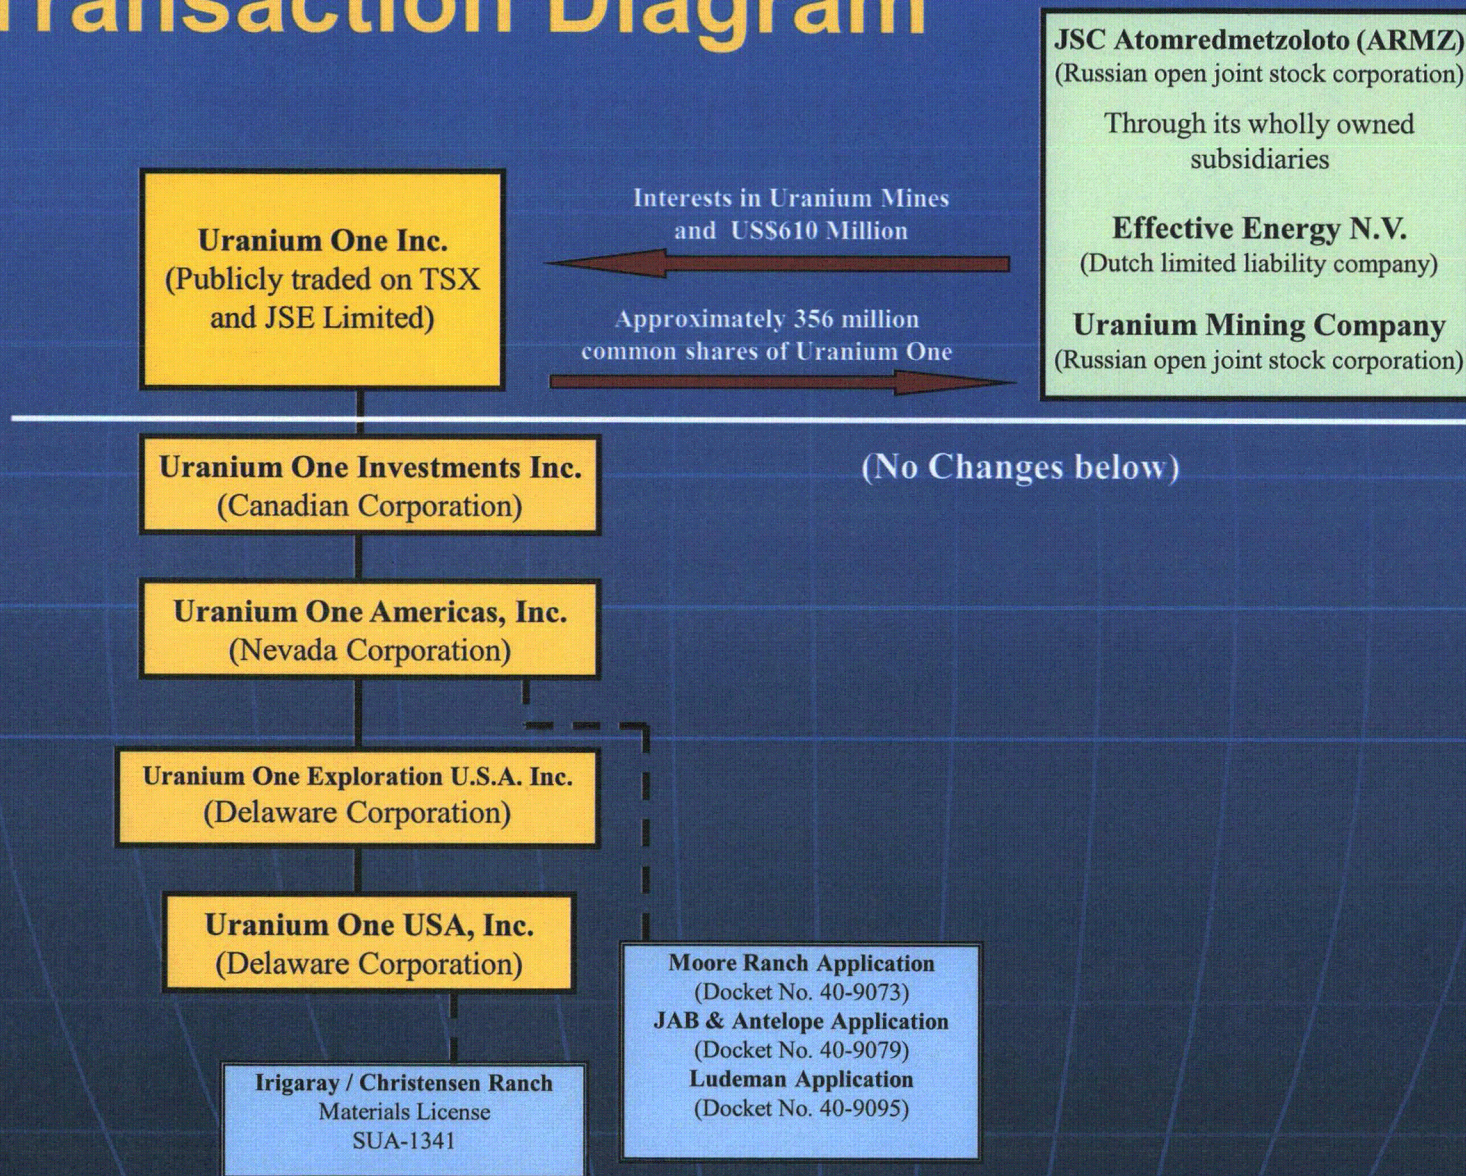 Transaction Diagram
JSC Atomredmetzoloto (ARMZ)
(Russian open joint stock corporation)
Through its wholly owned
subsidiaries
Effective Energy N.V.
(Dutch limited liability company)
Uranium Mining Company
(Russian open joint stock corporation)
Uranium One Inc.
(Publicly traded on TSX
and JSE Limited)
Interests in Uranium Mines
and US$610 Million
Approximately 356 million
common shares of Uranium One
(No Changes below)
Uranium One Investments Inc.
(Canadian Corporation)
Uranium One Americas, Inc.
(Nevada Corporation)
Uranium One Exploration U.S.A. Inc.
(Delaware Corporation)
Uranium One USA, Inc.
(Delaware Corporation)
Moore Ranch Application
(Docket No. 40-9073)
JAB & Antelope Application
(Docket No. 40-9079)
Ludeman Application
(Docket No. 40-9095)
Irigaray / Christensen Ranch
Materials License
SUA-1341